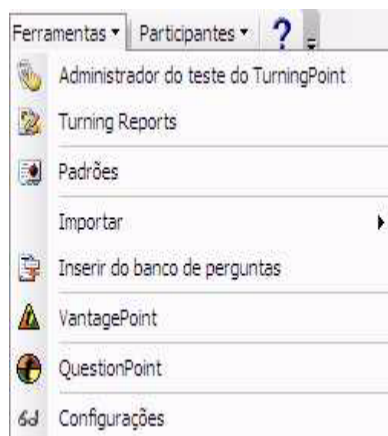 Ferramentas Participantes ?
Administrador do teste do TurningPoint
Turning Reports
Padrões
Importar
Inserir do banco de perguntas
VantagePoint
QuestionPoint
Configurações